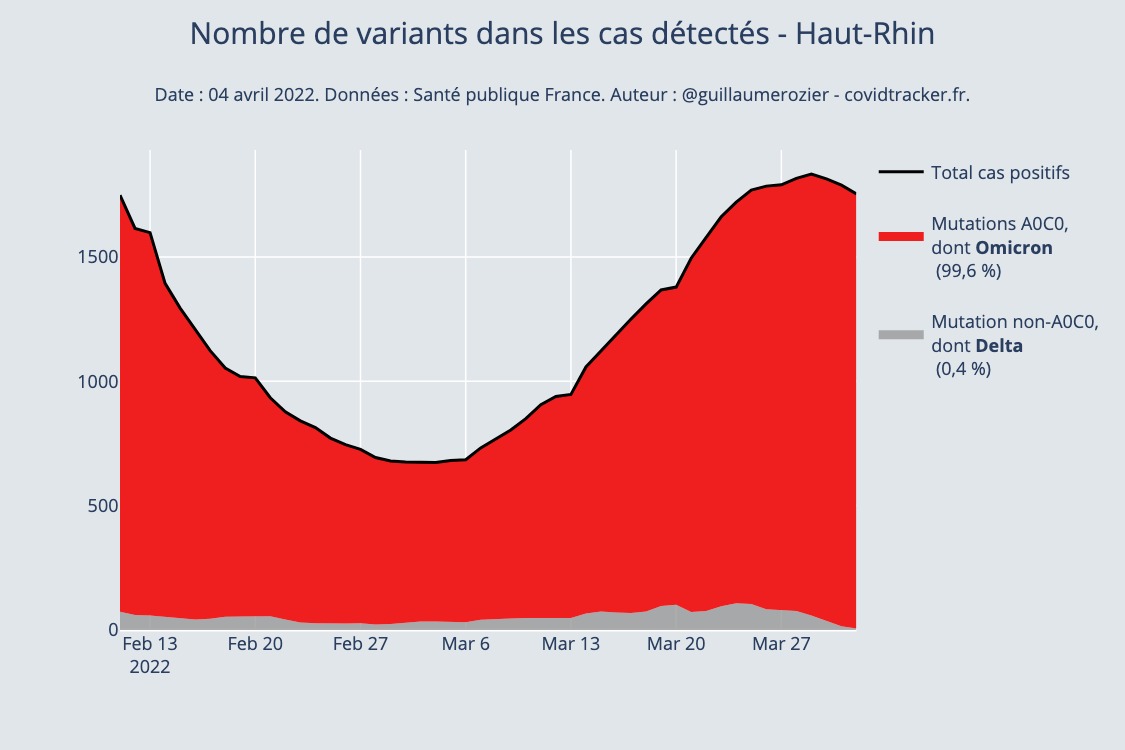 Nombre de variants dans les cas détectés - Haut-Rhin
Date : 04 avril 2022. Données : Santé publique France. Auteur : @guillaumerozier - covidtracker.fr.
Total cas positifs
Mutations A0C0,
dont Omicron
(99,6 %)
Mutation non-A0C0,
dont Delta
(0,4 %)
1500
1000
500
0
Feb 13 Feb 20 Feb 27 Mar 6 Mar 13 Mar 20 Mar 27
2022